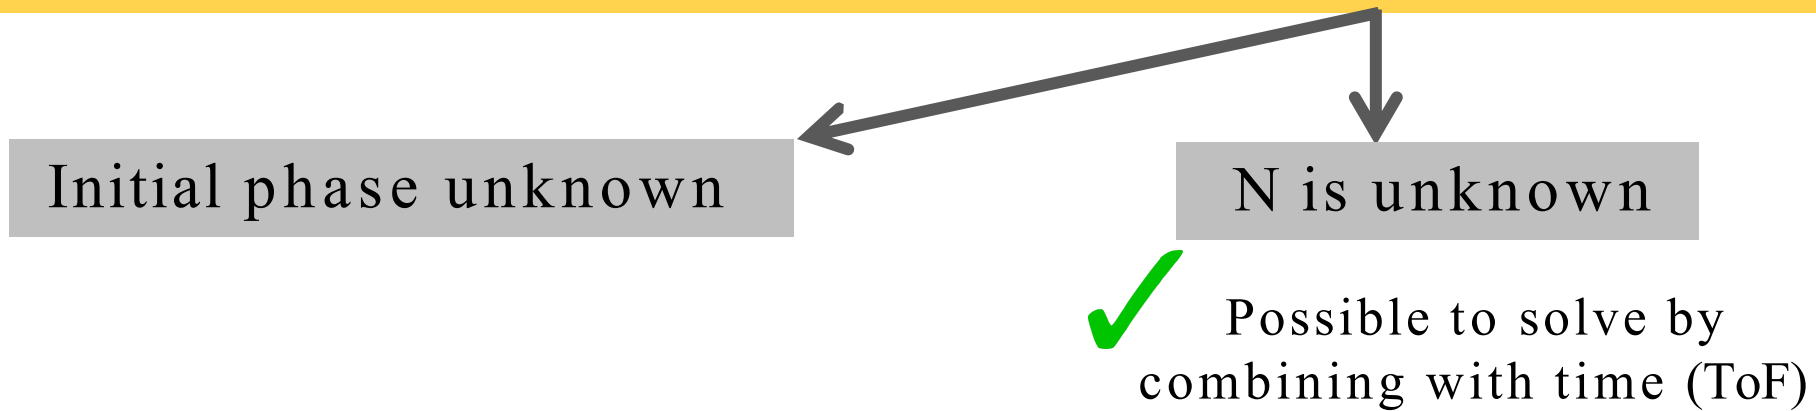 Initial phase unknown
N is unknown
Possible to solve by
combining with time (ToF)